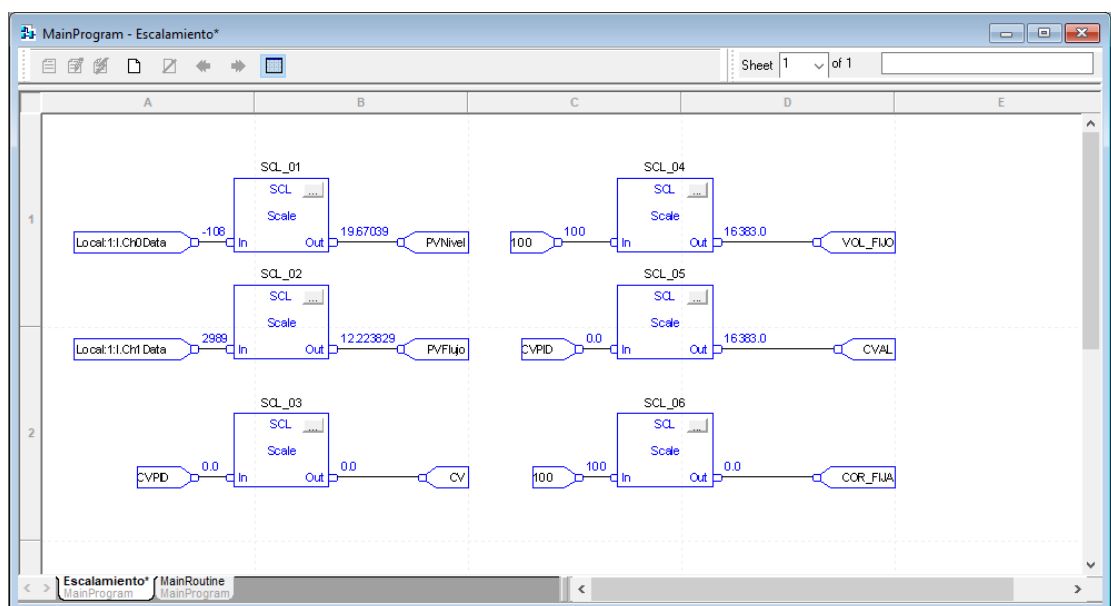 MainProgram - Escalamiento*
Sheet 1 of 1
A B C D E
1
SCL_01
SCL ...
Scale
Local:1:I.Ch0Data -108 In Out 19.67039 PVNivel
SCL_04
SCL ...
Scale
100 100 In Out 16383.0 VOL_FIJO
SCL_02
SCL ...
Scale
Local:1:I.Ch1Data 2989 In Out 12.223829 PVFlujo
SCL_05
SCL ...
Scale
CVPID 0.0 In Out 16383.0 CVAL
2
SCL_03
SCL ...
Scale
CVPID 0.0 In Out 0.0 CV
SCL_06
SCL ...
Scale
100 100 In Out 0.0 COR_FIJA
Escalamiento* MainRoutine
MainProgram MainProgram